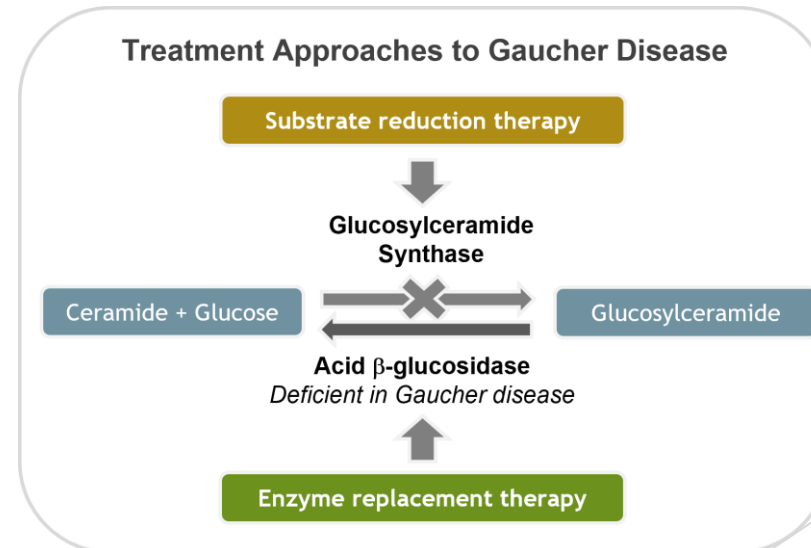 Treatment Approaches to Gaucher Disease
Substrate reduction therapy
Glucosylceramide
Synthase
Ceramide + Glucose
Glucosylceramide
Acid β-glucosidase
Deficient in Gaucher disease
Enzyme replacement therapy